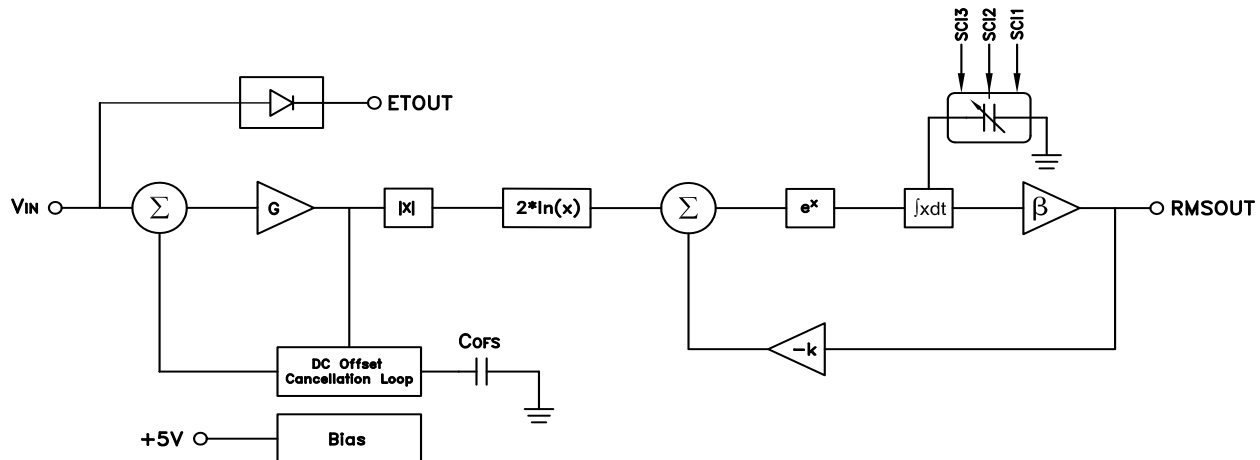 SCI3
SCI2
SCI1
ETOUT
VIN
Σ
G
|X|
2*ln(x)
Σ
e^x
∫xdt
β
RMSOUT
-k
DC Offset
Cancellation Loop
COFS
+5V
Bias